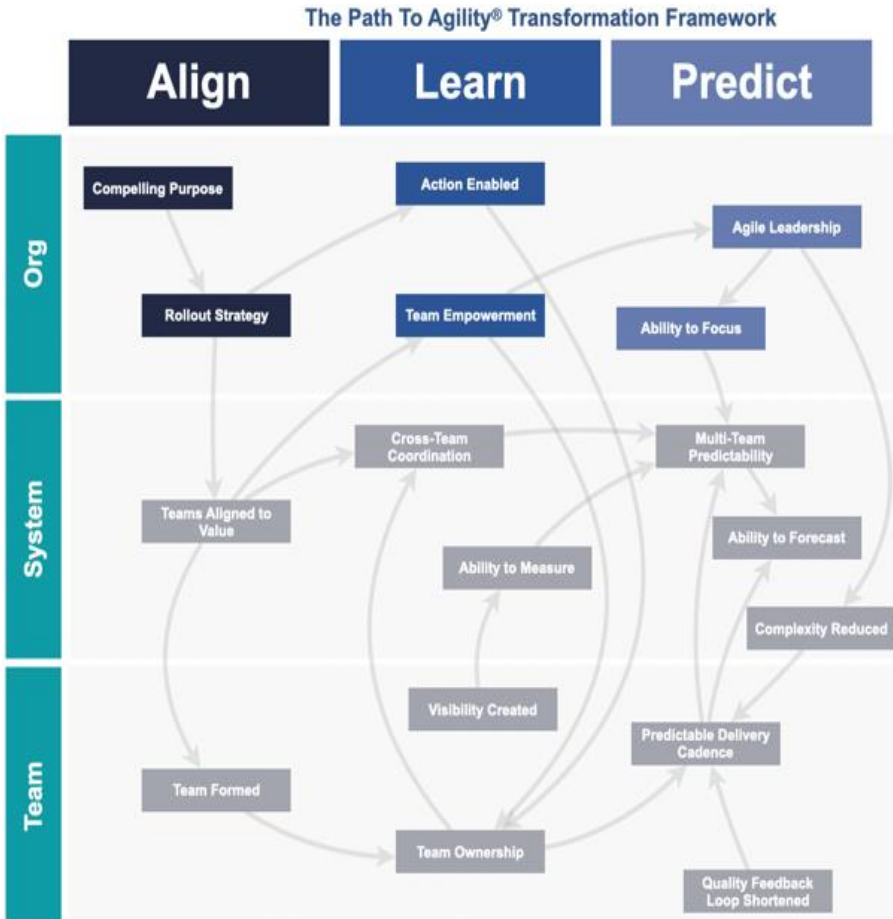 The Path To Agility® Transformation Framework
Align
Learn
Predict
Org
Compelling Purpose
Action Enabled
Agile Leadership
Rollout Strategy
Team Empowerment
Ability to Focus
System
Cross-Team
Coordination
Multi-Team
Predictability
Teams Aligned to
Value
Ability to Forecast
Ability to Measure
Complexity Reduced
Team
Visibility Created
Predictable Delivery
Cadence
Team Formed
Team Ownership
Quality Feedback
Loop Shortened